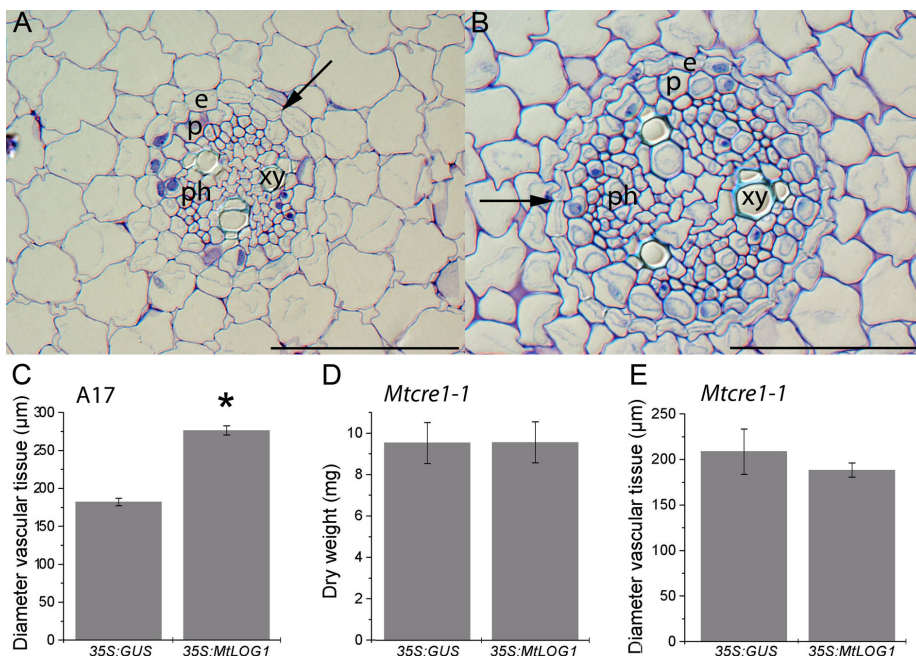 A
B
e
p
ph
xy
e
p
ph
xy
C
A17
*
Diameter vascular tissue (µm)
300
250
200
150
100
50
0
35S:GUS
35S:MtLOG1
D
Mtcre1-1
Dry weight (mg)
10
8
6
4
2
0
35S:GUS
35S:MtLOG1
E
Mtcre1-1
Diameter vascular tissue (µm)
250
200
150
100
50
0
35S:GUS
35S:MtLOG1